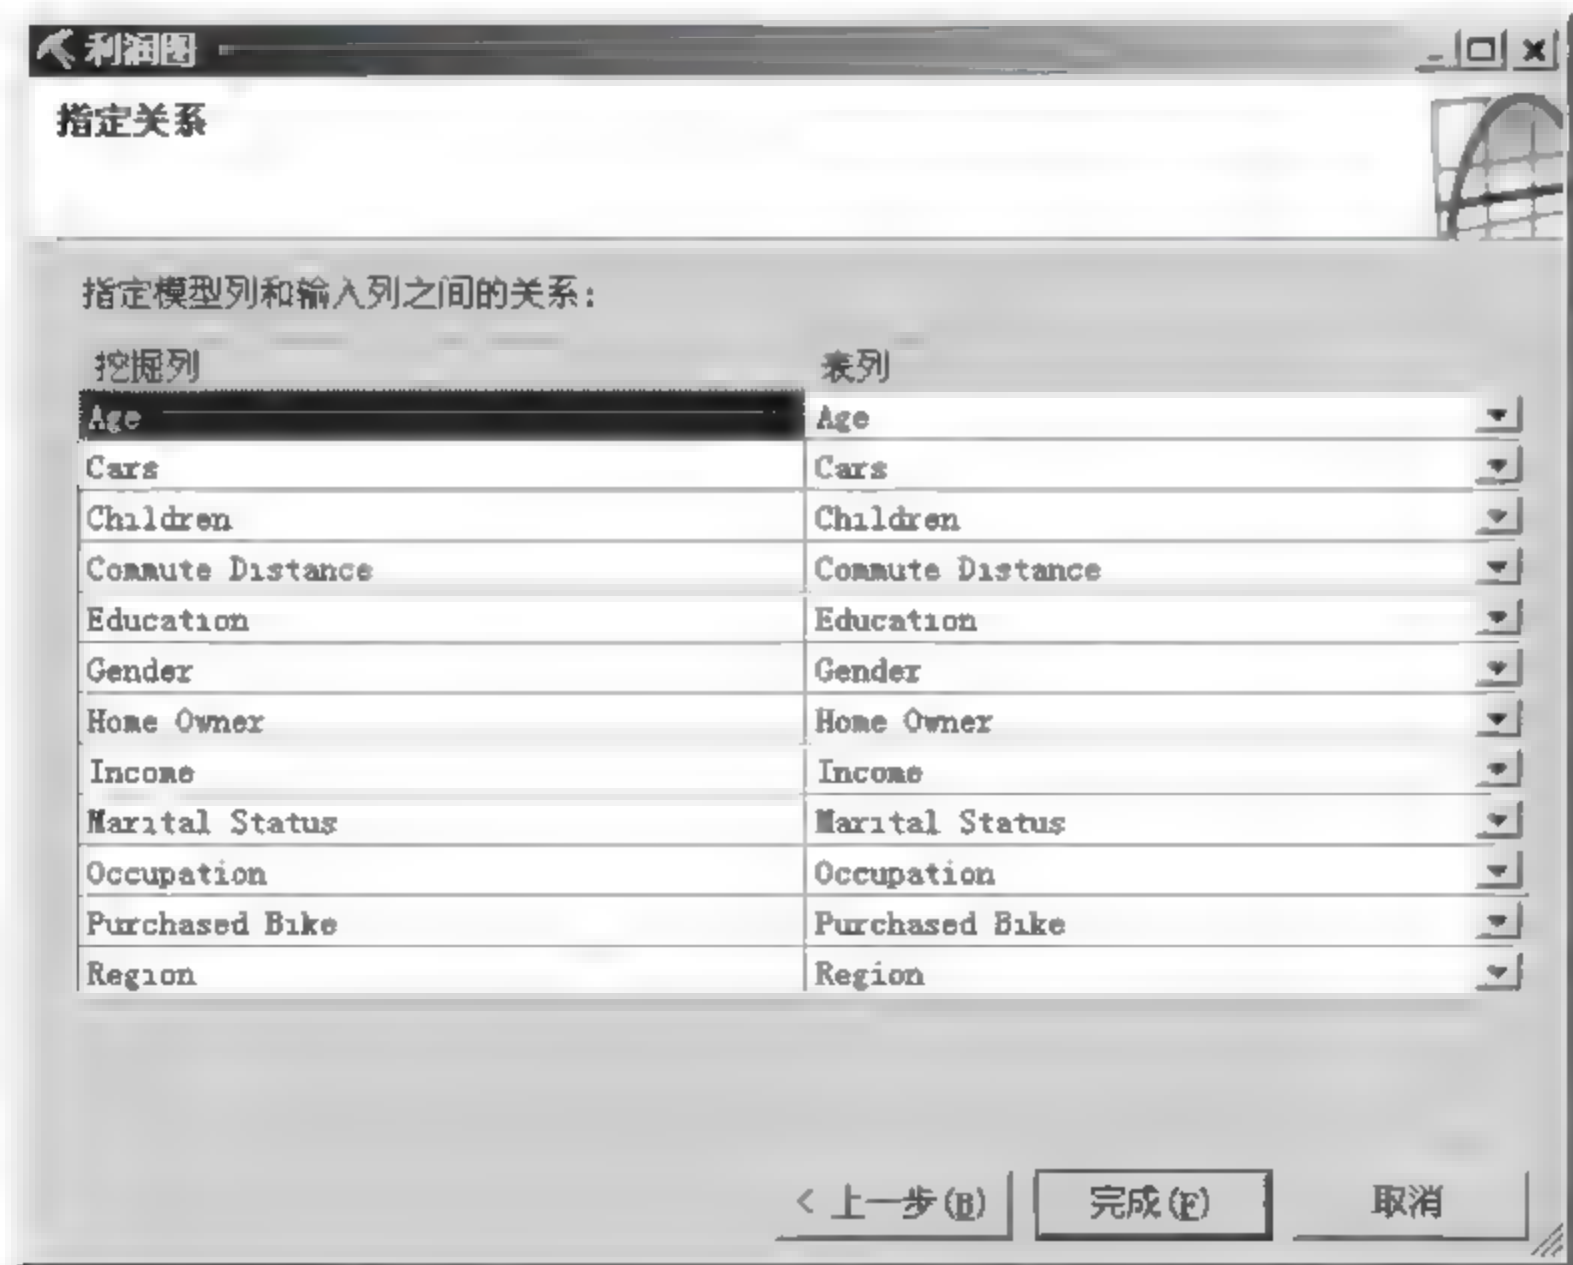 利润图
指定关系
指定模型列和输入列之间的关系:
挖掘列 表列
Age Age
Cars Cars
Children Children
Commute Distance Commute Distance
Education Education
Gender Gender
Home Owner Home Owner
Income Income
Marital Status Marital Status
Occupation Occupation
Purchased Bike Purchased Bike
Region Region
< 上一步(B) 完成(F) 取消